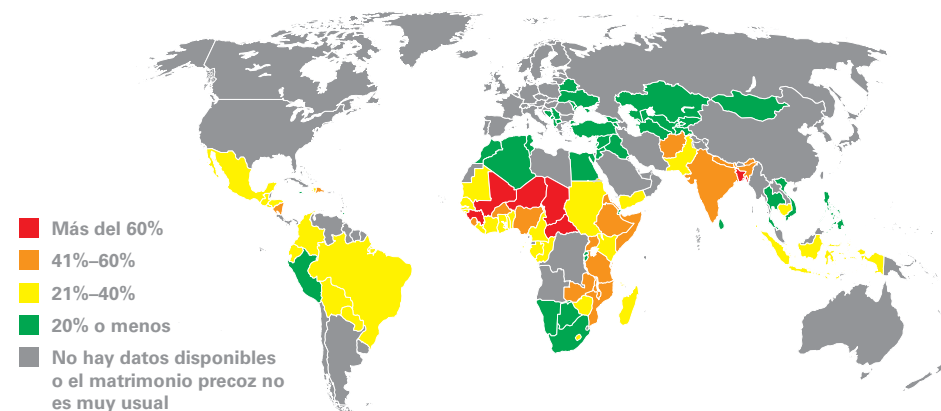 Más del 60%
41%–60%
21%–40%
20% o menos
No hay datos disponibles
o el matrimonio precoz no
es muy usual